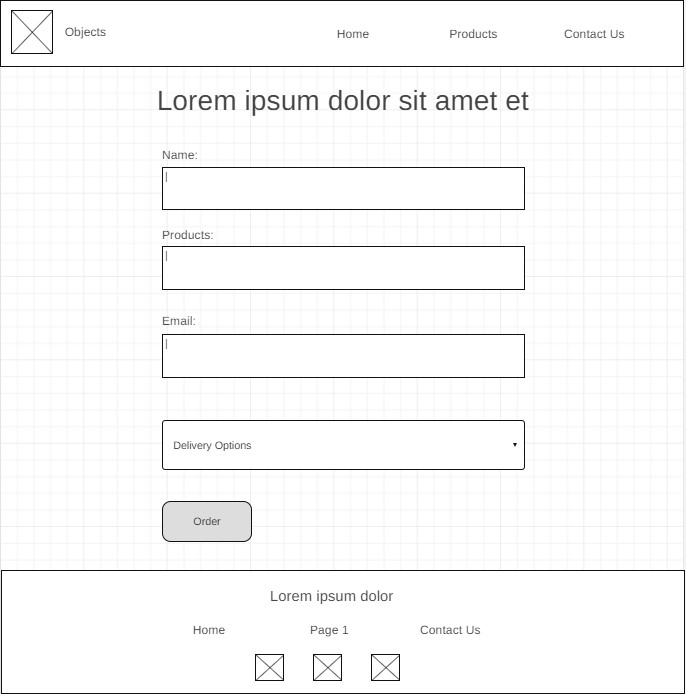 Objects
Home Products Contact Us
Lorem ipsum dolor sit amet et
Name:
Products:
Email:
Delivery Options
Order
Lorem ipsum dolor
Home Page 1 Contact Us